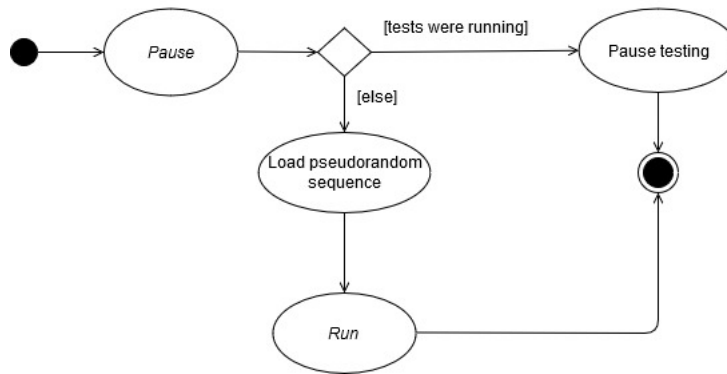 [tests were running]
Pause
Pause testing
[else]
Load pseudorandom
sequence
Run